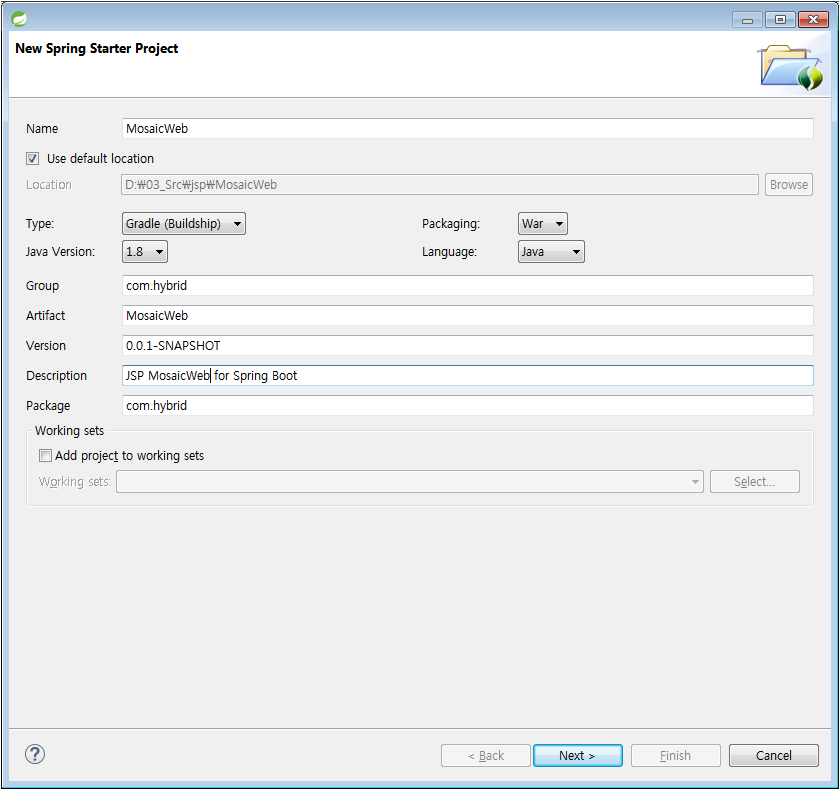 New Spring Starter Project
Name MosaicWeb
Use default location
Location D:₩03_Src₩jsp₩MosaicWeb Browse
Type: Gradle (Buildship) Packaging: War
Java Version: 1.8 Language: Java
Group com.hybrid
Artifact MosaicWeb
Version 0.0.1-SNAPSHOT
Description JSP MosaicWeb for Spring Boot
Package com.hybrid
Working sets
Add project to working sets
Working sets: Select...
< Back Next > Finish Cancel